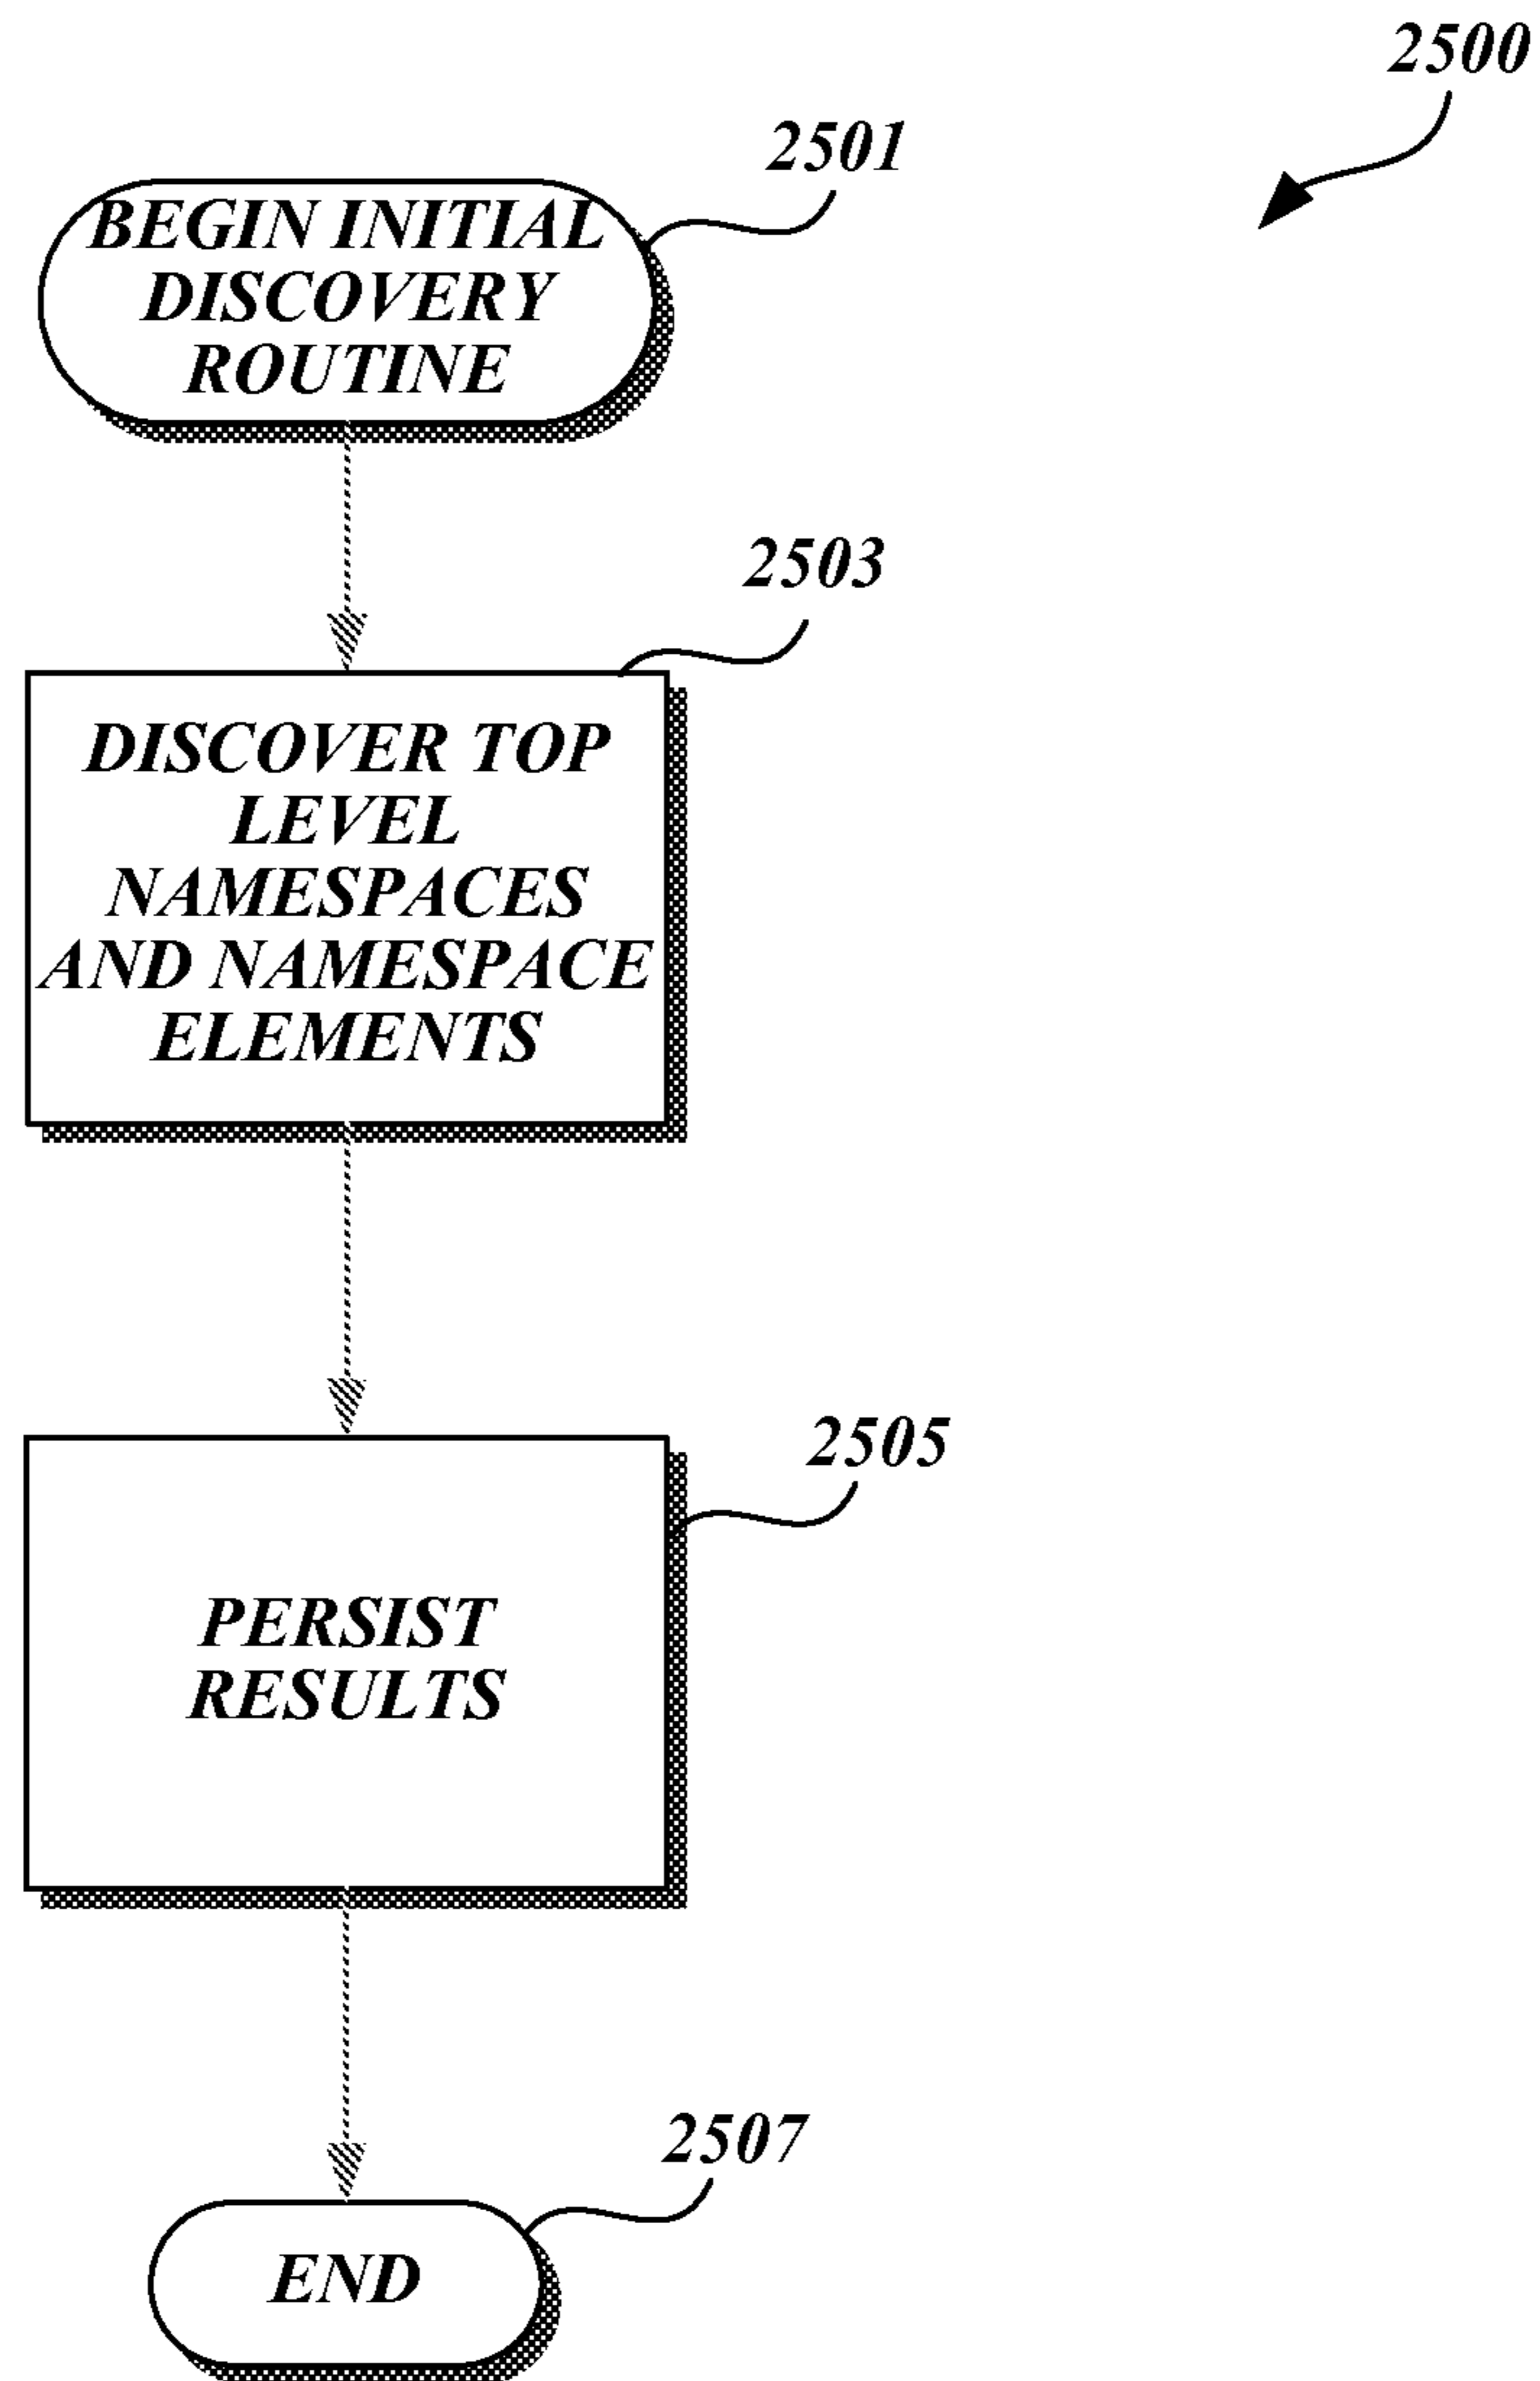 2500
2501
BEGIN INITIAL
DISCOVERY
ROUTINE
2503
DISCOVER TOP
LEVEL
NAMESPACES
AND NAMESPACE
ELEMENTS
2505
PERSIST
RESULTS
2507
END